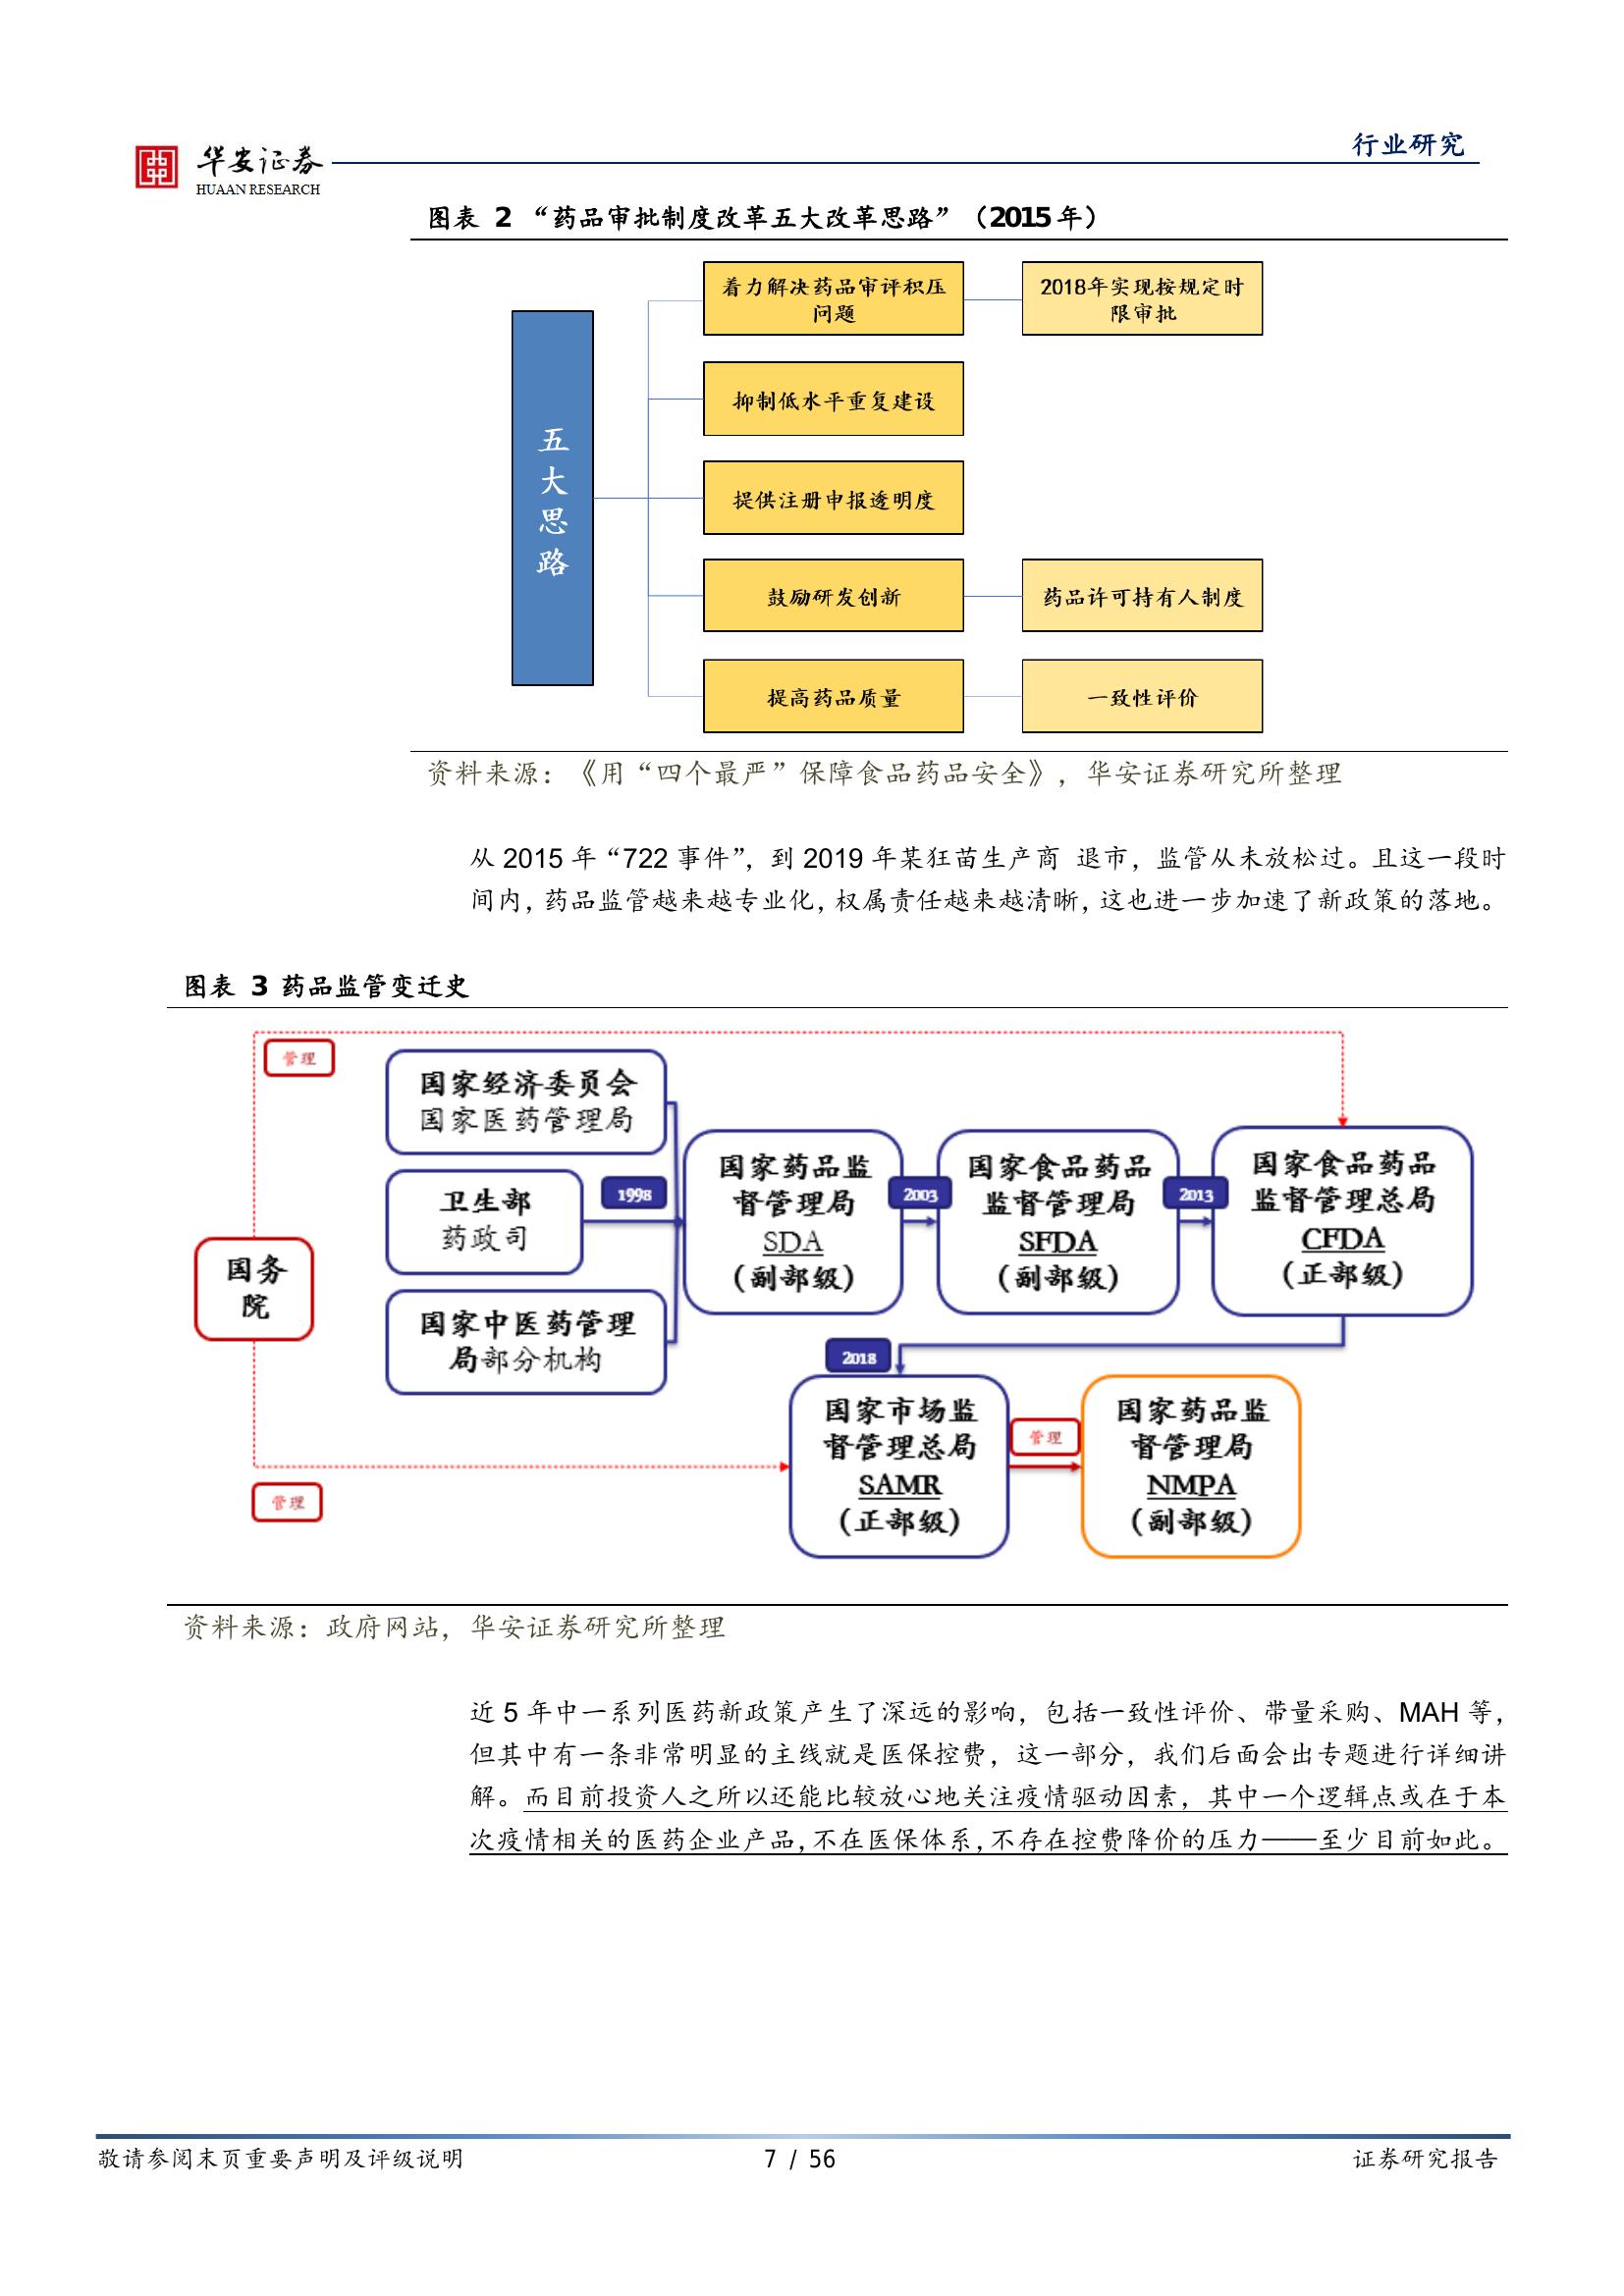 华安证券
HUAAN RESEARCH
行业研究
图表 2 “药品审批制度改革五大改革思路”（2015 年）
五
大
思
路
着力解决药品审评积压
问题
2018年实现按规定时
限审批
抑制低水平重复建设
提供注册申报透明度
鼓励研发创新
药品许可持有人制度
提高药品质量
一致性评价
资料来源：《用“四个最严”保障食品药品安全》，华安证券研究所整理
从 2015 年“722 事件”，到 2019 年某狂苗生产商 退市，监管从未放松过。且这一段时
间内，药品监管越来越专业化，权属责任越来越清晰，这也进一步加速了新政策的落地。
图表 3 药品监管变迁史
管理
国家经济委员会
国家医药管理局
卫生部
药政司
国家中医药管理
局部分机构
国务
院
1998
国家药品监
督管理局
SDA
（副部级）
2003
国家食品药品
监督管理局
SFDA
（副部级）
2013
国家食品药品
监督管理总局
CFDA
（正部级）
2018
国家市场监
督管理总局
SAMR
（正部级）
管理
国家药品监
督管理局
NMPA
（副部级）
管理
资料来源：政府网站，华安证券研究所整理
近 5 年中一系列医药新政策产生了深远的影响，包括一致性评价、带量采购、MAH 等，
但其中有一条非常明显的主线就是医保控费，这一部分，我们后面会出专题进行详细讲
解。而目前投资人之所以还能比较放心地关注疫情驱动因素，其中一个逻辑点或在于本
次疫情相关的医药企业产品，不在医保体系，不存在控费降价的压力——至少目前如此。
敬请参阅末页重要声明及评级说明
7 / 56
证券研究报告